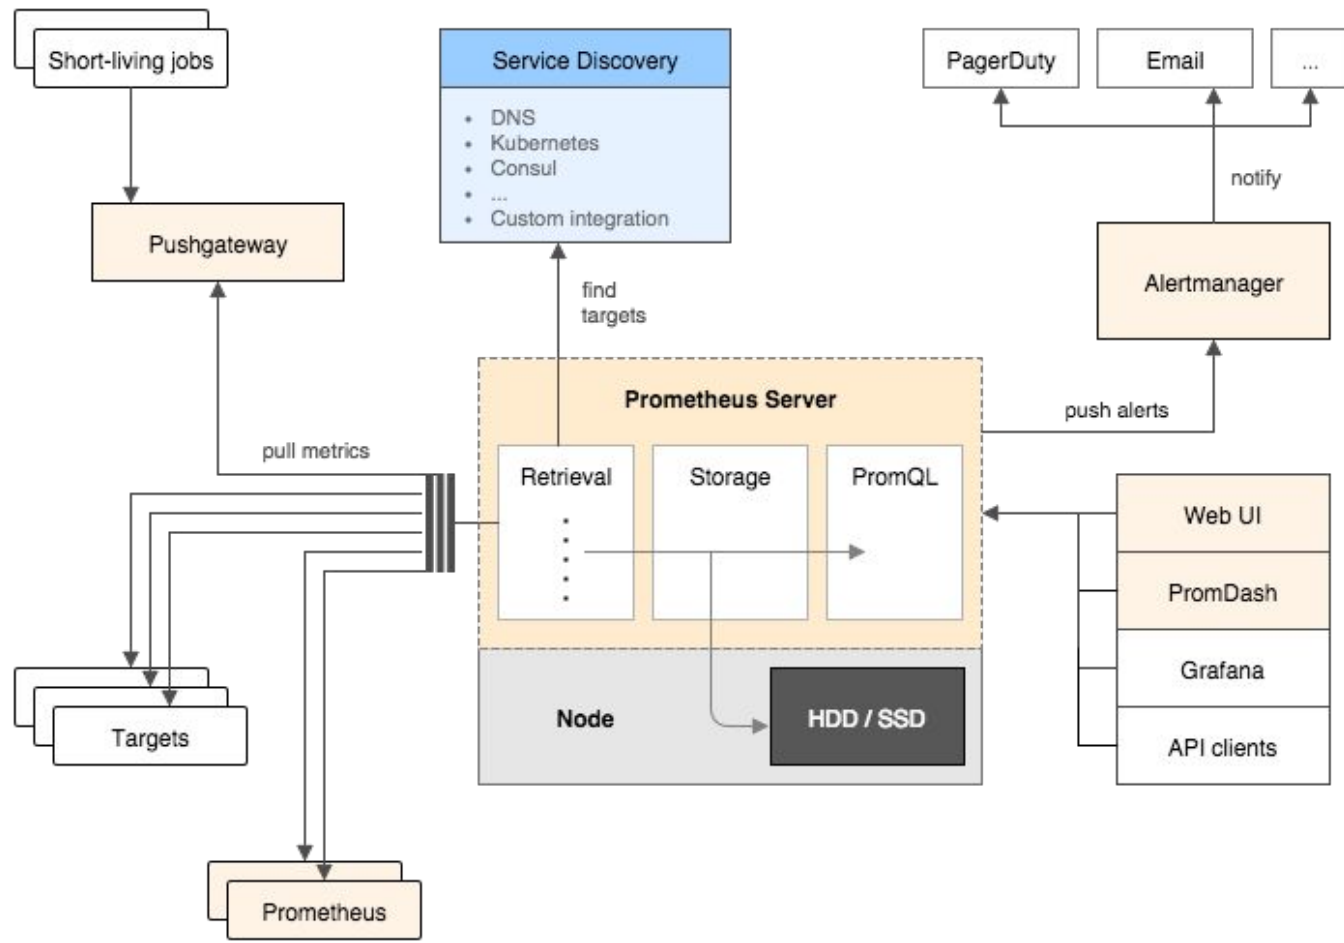 Short-living jobs
Service Discovery
PagerDuty
Email
...
DNS
Kubernetes
Consul
...
Custom integration
notify
Pushgateway
Alertmanager
find
targets
Prometheus Server
push alerts
pull metrics
Retrieval
Storage
PromQL
Web UI
PromDash
Grafana
API clients
Node
HDD / SSD
Targets
Prometheus